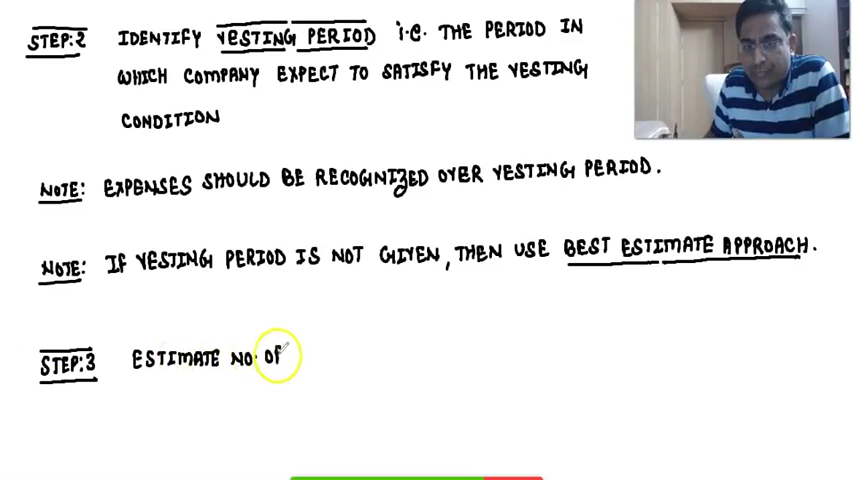 STEP:2 IDENTIFY VESTING PERIOD i.e. THE PERIOD IN
WHICH COMPANY EXPECT TO SATISFY THE VESTING
CONDITION
NOTE: EXPENSES SHOULD BE RECOGNIZED OVER VESTING PERIOD.
NOTE: IF VESTING PERIOD IS NOT GIVEN, THEN USE BEST ESTIMATE APPROACH.
STEP:3 ESTIMATE NO. OF